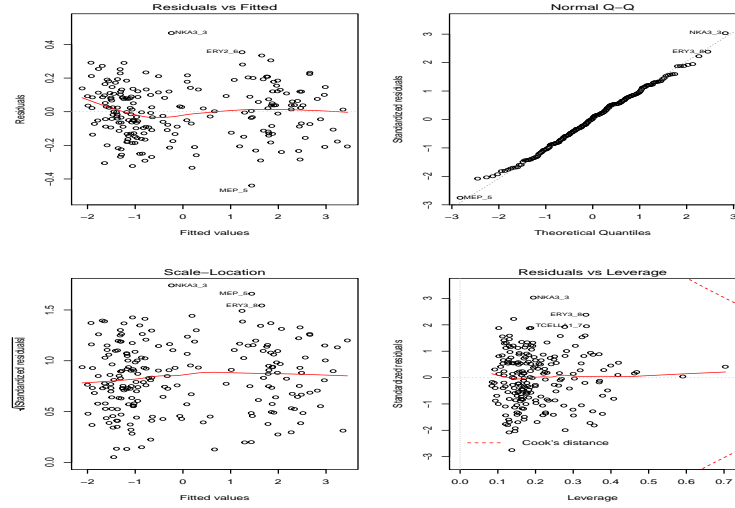 Residuals vs Fitted
Residuals
0.4
0.2
0.0
−0.4
NKA3_3
ERY2_6
MEP_5
−2
−1
0
1
2
3
Fitted values
Normal Q−Q
Standardized residuals
3
2
1
0
−1
−2
−3
NKA3_3
ERY3_8
MEP_5
−3
−2
−1
0
1
2
3
Theoretical Quantiles
Scale−Location
√|Standardized residuals|
1.5
1.0
0.5
0.0
NKA3_3
MEP_5
ERY3_8
−2
−1
0
1
2
3
Fitted values
Residuals vs Leverage
Standardized residuals
3
2
1
0
−1
−2
−3
NKA3_3
ERY3_8
TCELLA1_7
Cook's distance
0.0
0.1
0.2
0.3
0.4
0.5
0.6
0.7
Leverage